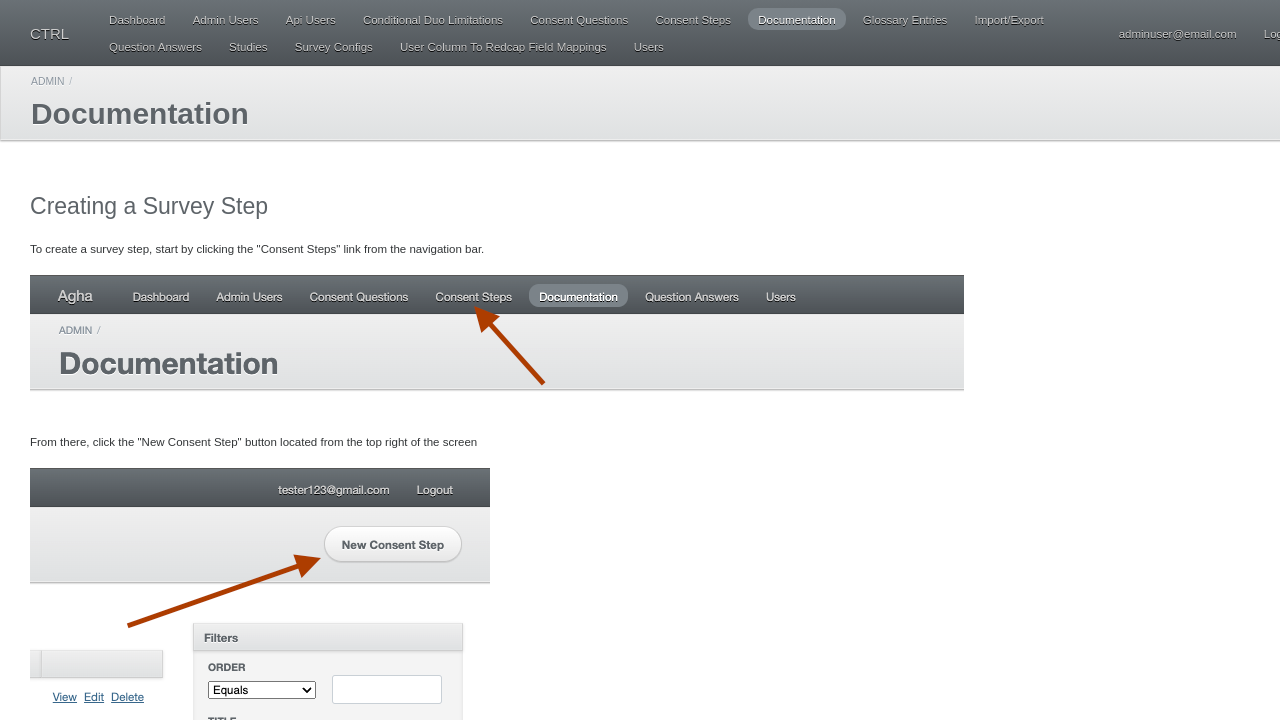 CTRL
Dashboard Admin Users Api Users Conditional Duo Limitations Consent Questions Consent Steps Documentation Glossary Entries Import/Export
Question Answers Studies Survey Configs User Column To Redcap Field Mappings Users
adminuser@email.com
ADMIN /
Documentation
Creating a Survey Step
To create a survey step, start by clicking the "Consent Steps" link from the navigation bar.
Agha Dashboard Admin Users Consent Questions Consent Steps Documentation Question Answers Users
ADMIN /
Documentation
From there, click the "New Consent Step" button located from the top right of the screen
tester123@gmail.com Logout
New Consent Step
Filters
ORDER
View Edit Delete
Equals
TITLE